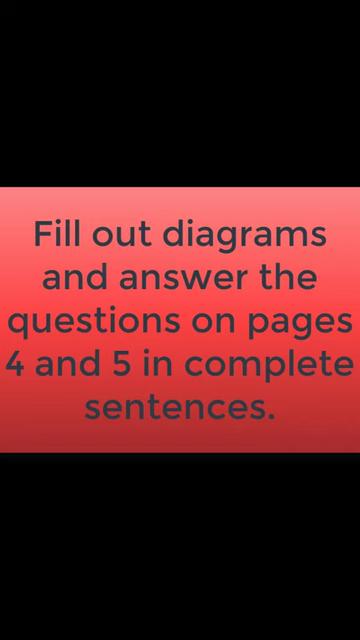 Fill out diagrams
and answer the
questions on pages
4 and 5 in complete
sentences.